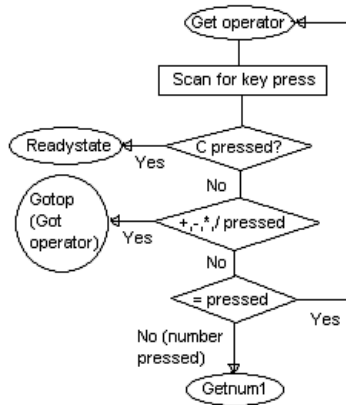 Get operator
Scan for key press
C pressed?
Readystate
Yes
No
Gotop
(Got
operator)
Yes
+,-,*,/ pressed
No
= pressed
Yes
No (number
pressed)
Getnum1